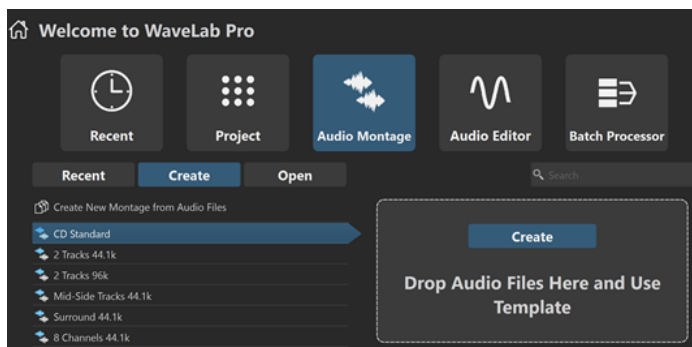 Welcome to WaveLab Pro
Recent
Project
Audio Montage
Audio Editor
Batch Processor
Recent
Create
Open
Search
Create New Montage from Audio Files
CD Standard
2 Tracks 44.1k
2 Tracks 96k
Mid-Side Tracks 44.1k
Surround 44.1k
8 Channels 44.1k
Create
Drop Audio Files Here and Use
Template